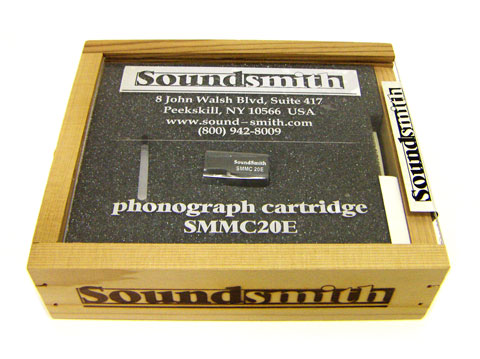 Soundsmith
8 John Walsh Blvd, Suite 417
Peekskill, NY 10566 USA
www.sound-smith.com
(800) 942-8009
Soundsmith
SoundSmith
SMMC 20E
phonograph cartridge
SMMC20E
Soundsmith